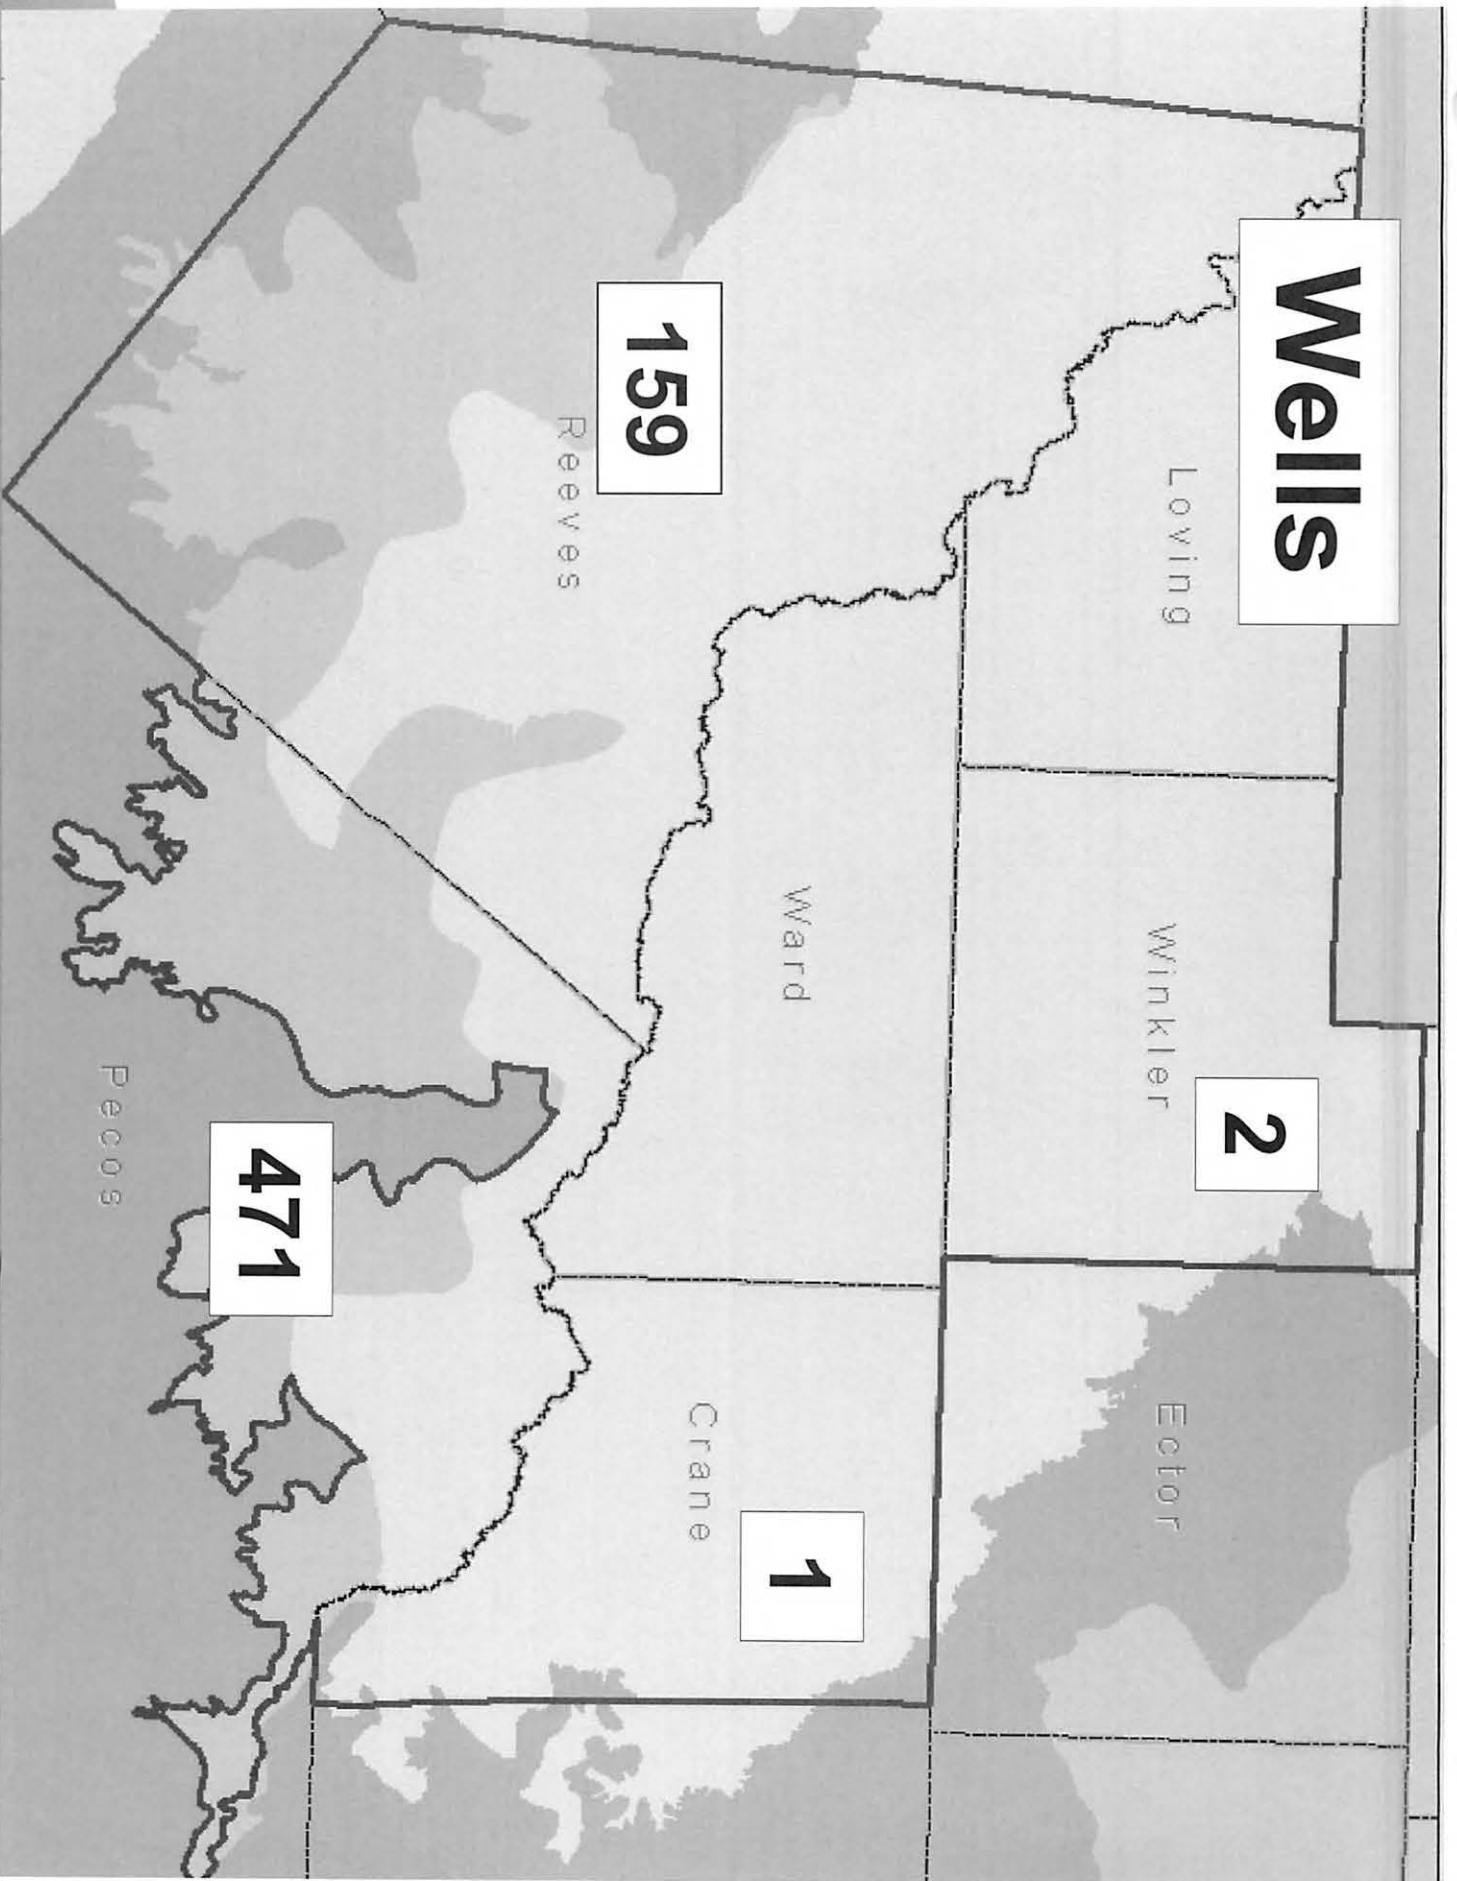 Wells
2
Loving
Winkler
Ector
Ward
1
Crane
159
Reeves
471
Pecos